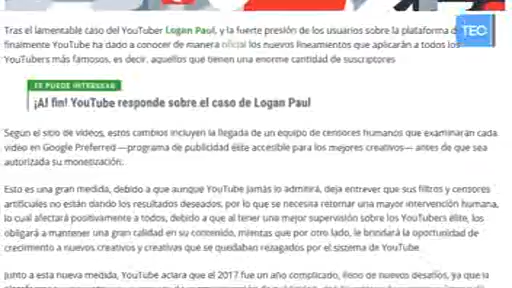 TEC
Tras el lamentable caso del YouTuber Logan Paul, y la fuerte presión de los usuarios sobre la plataforma
finalmente YouTube ha dado a conocer de manera oficial los nuevos lineamientos que aplicarán a todos los
YouTubers más famosos, es decir, aquellos que tienen una enorme cantidad de suscriptores
TE PUEDE INTERESAR
¡Al fin! YouTube responde sobre el caso de Logan Paul
Según el sitio de videos, estos cambios incluyen la llegada de un equipo de censores humanos que examinarán cada
video en Google Preferred —programa de publicidad élite accesible para los mejores creativos— antes de que sea
autorizada su monetización.
Esto es una gran medida, debido a que aunque YouTube jamás lo admitirá, deja entrever que sus filtros y censores
artificiales no están dando los resultados deseados, por lo que se necesita retomar una mayor intervención humana,
lo cual afectará positivamente a todos, debido a que al tener una mejor supervisión sobre los YouTubers élite, los
obligará a mantener una gran calidad en su contenido, mientas que por otro lado, le brindará la oportunidad de
crecimiento a nuevos creativos y creativas que se quedaban rezagados por el sistema de YouTube
Junto a esta nueva medida, YouTube aclara que el 2017 fue un año complicado, lleno de nuevos desafíos, ya que la